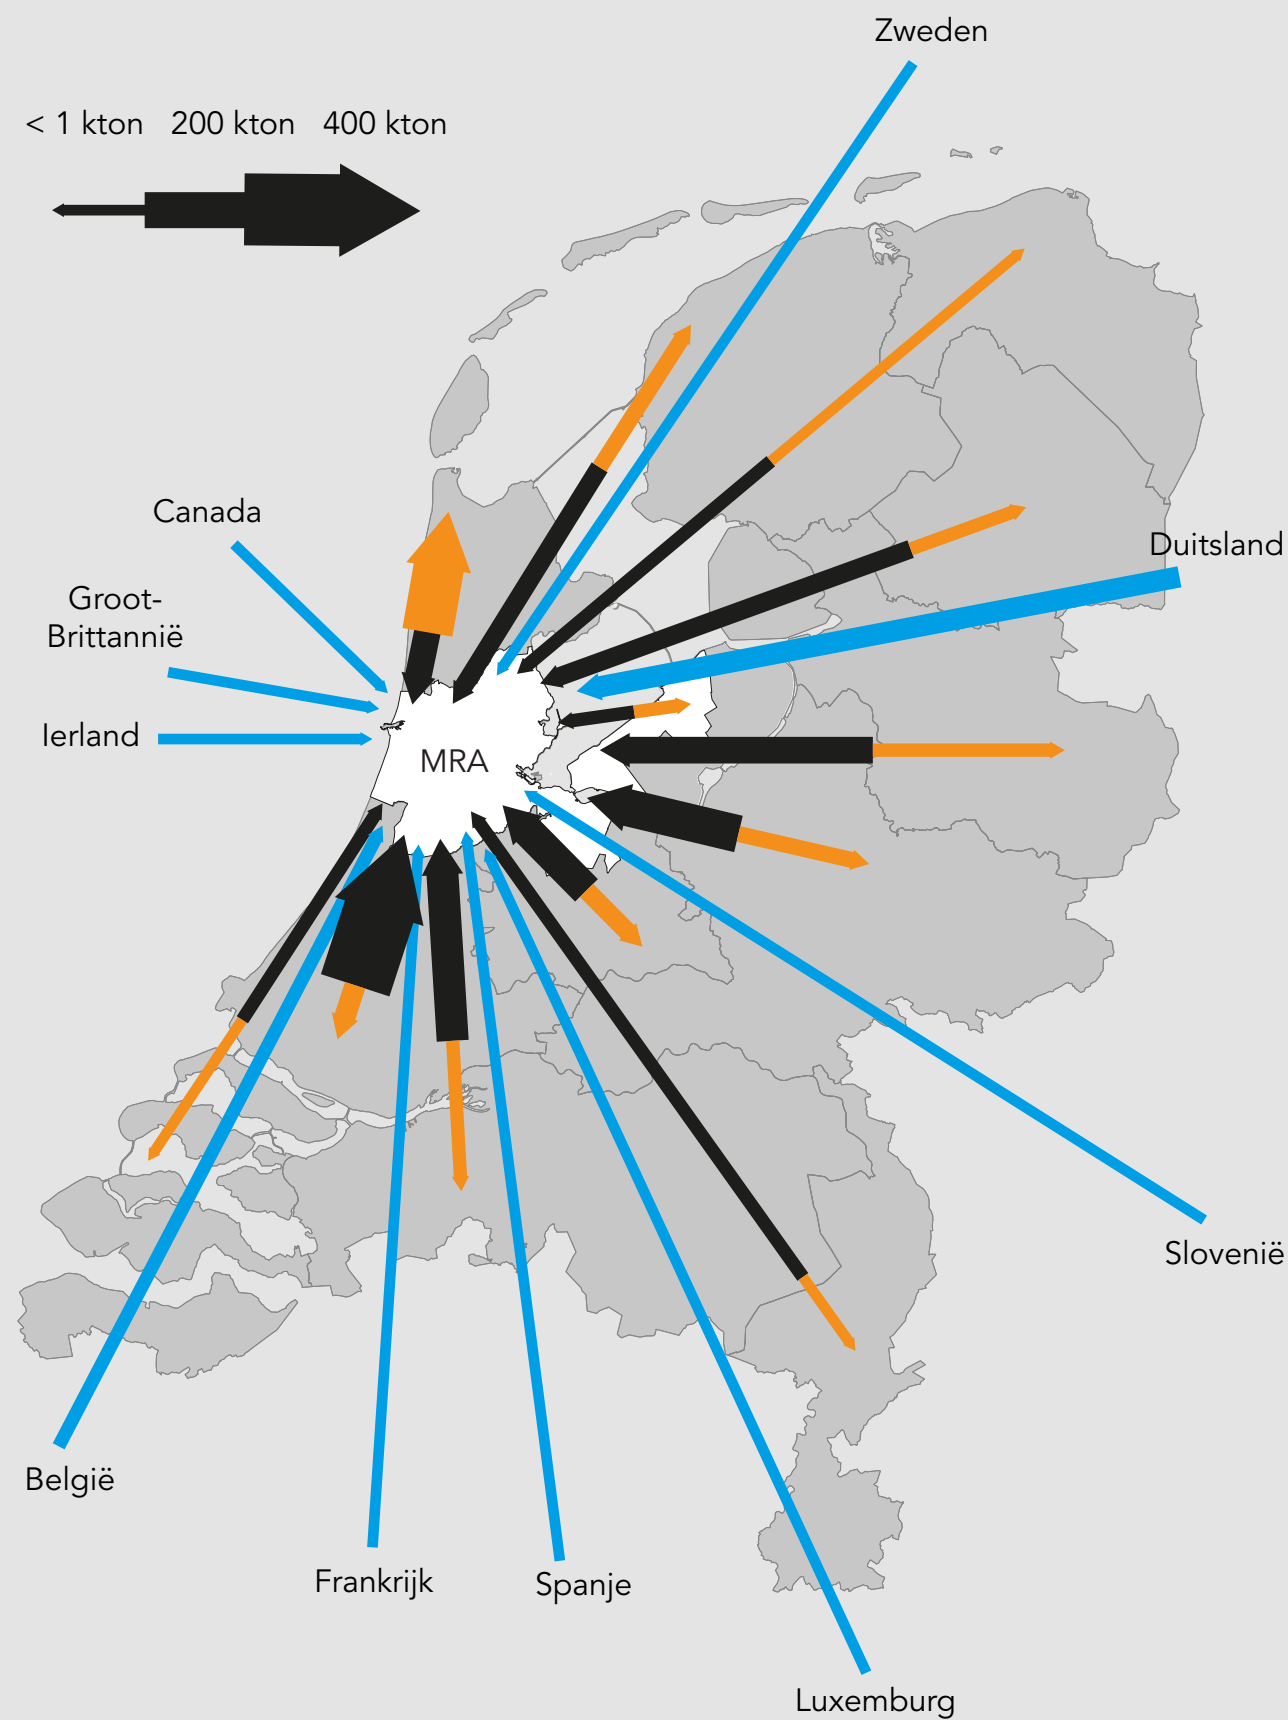 Zweden
< 1 kton 200 kton 400 kton
Canada
Duitsland
Groot-
Brittannië
Ierland
MRA
Slovenië
België
Frankrijk
Spanje
Luxemburg